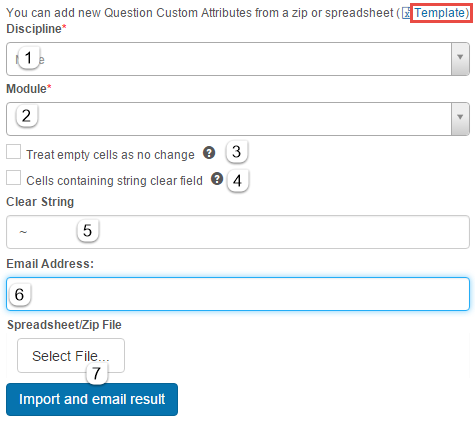 You can add new Question Custom Attributes from a zip or spreadsheet ( Template)
Discipline*
1
Module*
2
Treat empty cells as no change ? 3
Cells containing string clear field ? 4
Clear String
~ 5
Email Address:
6
Spreadsheet/Zip File
Select File...
7
Import and email result